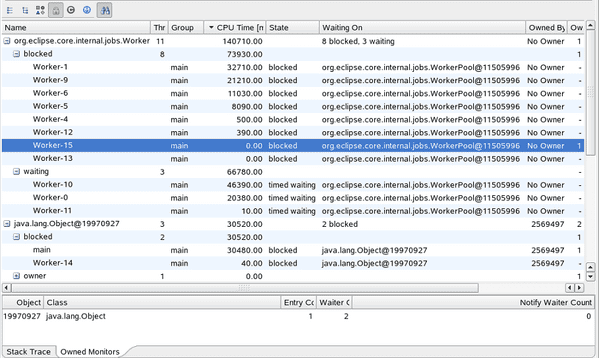 Name Thr Group CPU Time [m State Waiting On Owned By Ow
org.eclipse.core.internal.jobs.Worker 11 140710.00 8 blocked, 3 waiting No Owner 1
blocked 8 73930.00 1
Worker-1 main 32710.00 blocked org.eclipse.core.internal.jobs.WorkerPool@11505996 No Owner -
Worker-9 main 21210.00 blocked org.eclipse.core.internal.jobs.WorkerPool@11505996 No Owner -
Worker-6 main 11030.00 blocked org.eclipse.core.internal.jobs.WorkerPool@11505996 No Owner -
Worker-5 main 8090.00 blocked org.eclipse.core.internal.jobs.WorkerPool@11505996 No Owner -
Worker-4 main 500.00 blocked org.eclipse.core.internal.jobs.WorkerPool@11505996 No Owner -
Worker-12 main 390.00 blocked org.eclipse.core.internal.jobs.WorkerPool@11505996 No Owner -
Worker-15 main 0.00 blocked org.eclipse.core.internal.jobs.WorkerPool@11505996 No Owner 1
Worker-13 main 0.00 blocked org.eclipse.core.internal.jobs.WorkerPool@11505996 No Owner -
waiting 3 66780.00 -
Worker-10 main 46390.00 timed waiting org.eclipse.core.internal.jobs.WorkerPool@11505996 No Owner -
Worker-0 main 20380.00 timed waiting org.eclipse.core.internal.jobs.WorkerPool@11505996 No Owner -
Worker-11 main 10.00 timed waiting org.eclipse.core.internal.jobs.WorkerPool@11505996 No Owner -
java.lang.Object@19970927 3 30520.00 2 blocked 2569497 2
blocked 2 30520.00 1
main main 30480.00 blocked java.lang.Object@19970927 2569497 1
Worker-14 main 40.00 blocked java.lang.Object@19970927 2569497 -
owner 1 0.00 1
Object Class Entry Co Waiter C Notify Waiter Count
19970927 java.lang.Object 1 2 0
Stack Trace Owned Monitors